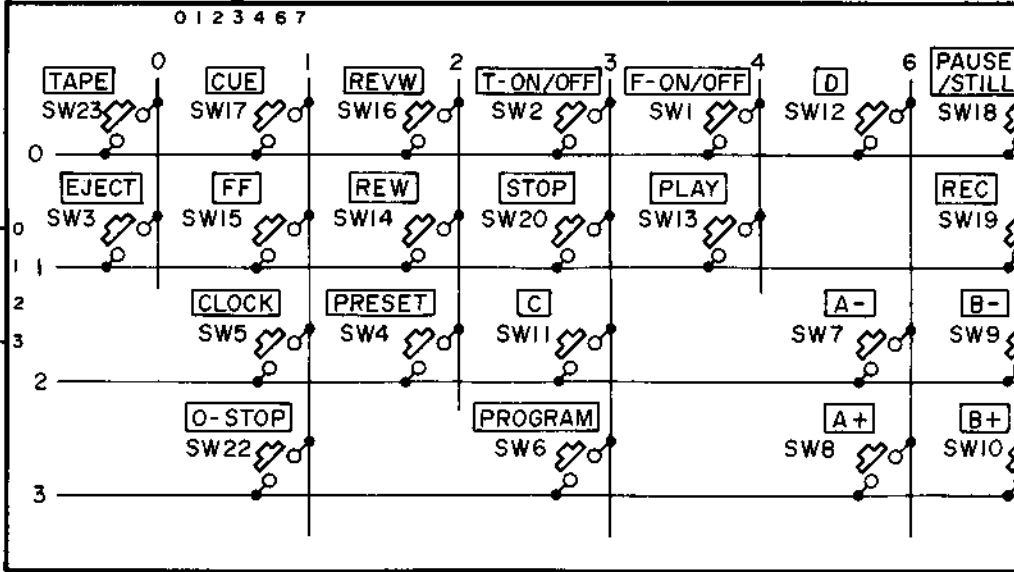 0 1 2 3 4 6 7
0 1 2 3 4 6
TAPE CUE REVW T-ON/OFF F-ON/OFF D PAUSE
/STILL
SW23 SW17 SW16 SW2 SW1 SW12 SW18
0
EJECT FF REW STOP PLAY REC
SW3 SW15 SW14 SW20 SW13 SW19
0
1 1
CLOCK PRESET C A- B-
2
SW5 SW4 SW11 SW7 SW9
3
2
O-STOP PROGRAM A+ B+
SW22 SW6 SW8 SW10
3